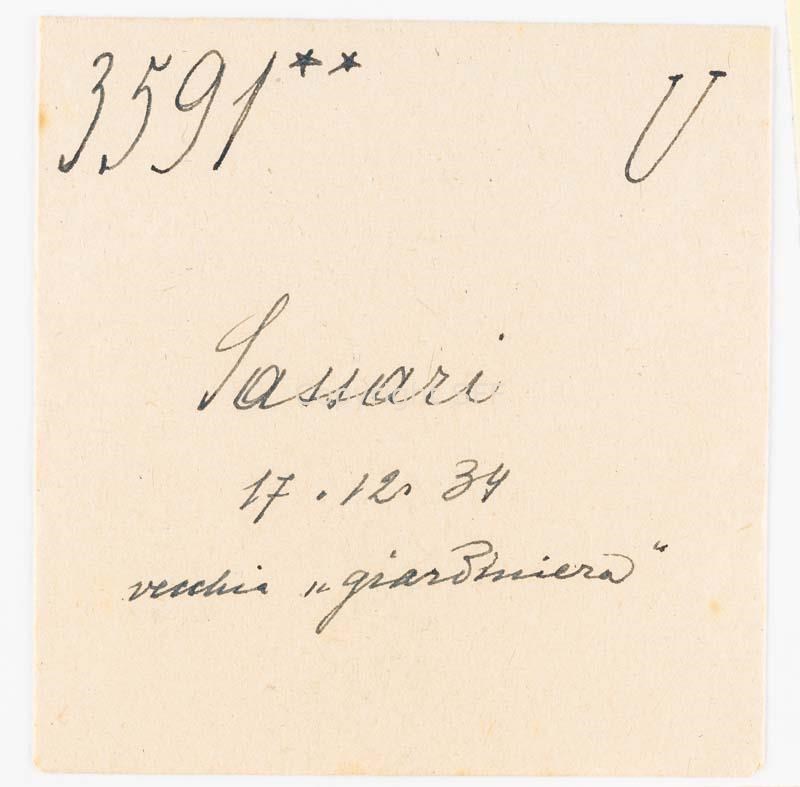 3591** U
Sassari
17. 12. 34
vecchia „giardiniera“